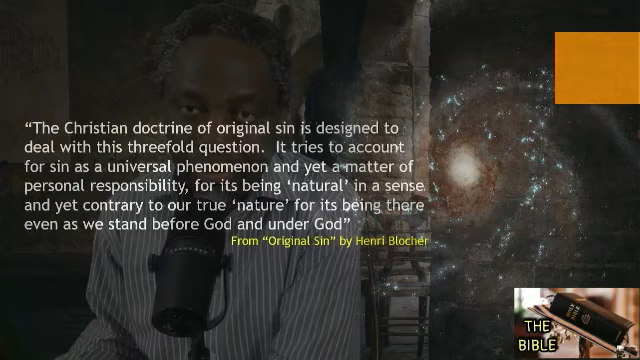 “The Christian doctrine of original sin is designed to
deal with this threefold question.  It tries to account
for sin as a universal phenomenon and yet a matter of
personal responsibility, for its being ‘natural’ in a sense
and yet contrary to our true ‘nature’ for its being there
even as we stand before God and under God”
From “Original Sin” by Henri Blocher
THE
BIBLE
HOLY
BIBLE